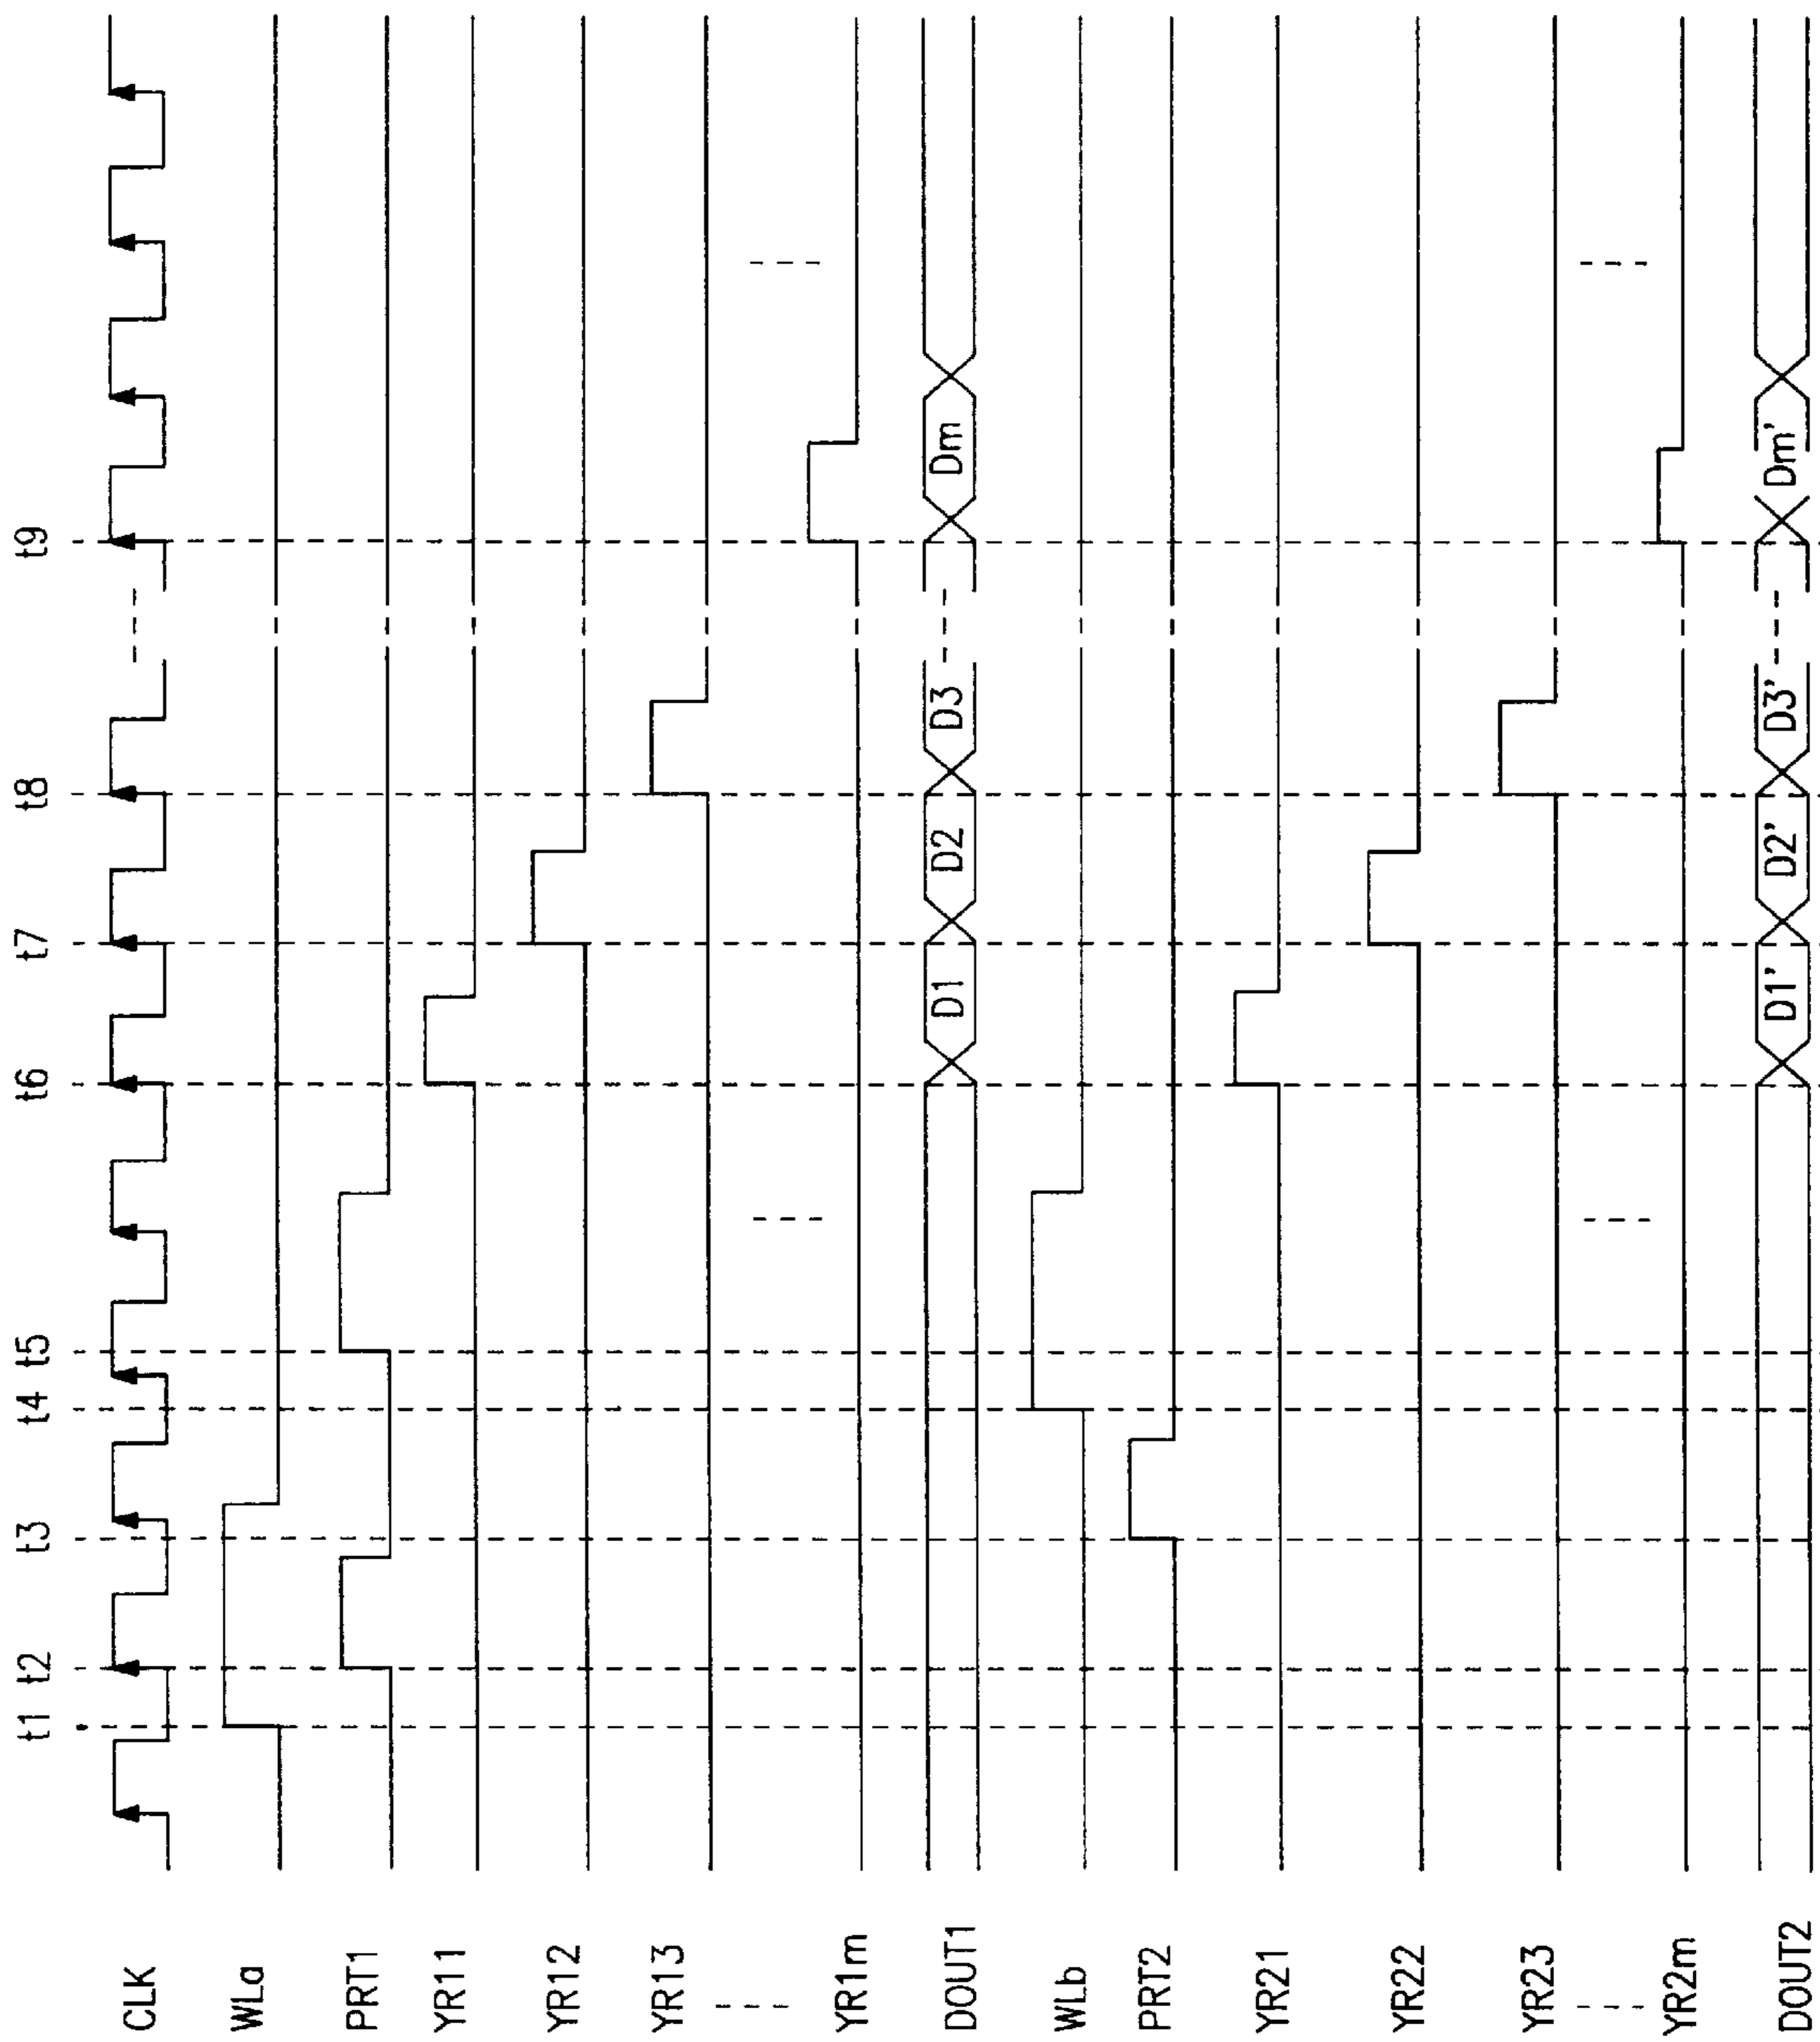 t1 t2 t3 t4 t5 t6 t7 t8 t9
CLK
WLa
PRT1
YR11
YR12
YR13
YR1m
DOUT1 D1 D2 D3 Dm
WLb
PRT2
YR21
YR22
YR23
YR2m
DOUT2 D1' D2' D3' Dm'